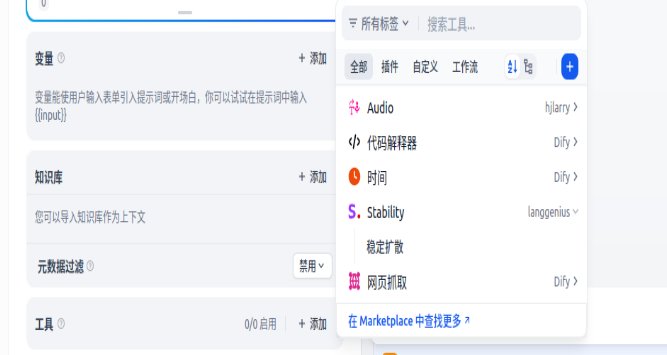 0
变量
+ 添加
变量能使用户输入表单引入提示词或开场白，你可以试试在提示词中输入
{{input}}
知识库
+ 添加
您可以导入知识库作为上下文
元数据过滤
禁用
工具
0/0 启用
+ 添加
所有标签
搜索工具...
全部 插件 自定义 工作流
Audio
hjlarry
代码解释器
Dify
时间
Dify
Stability
langgenius
稳定扩散
网页抓取
Dify
在 Marketplace 中查找更多